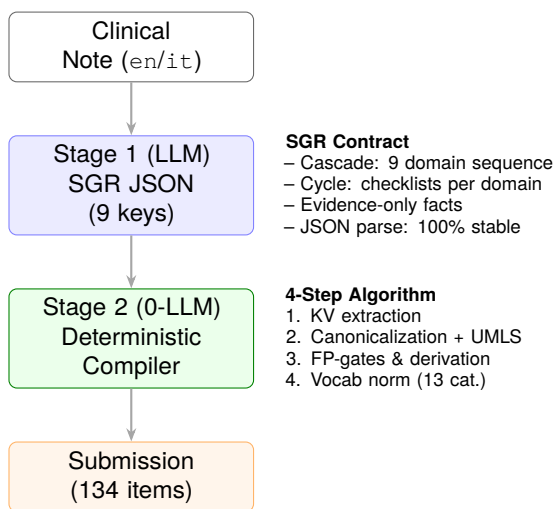 Clinical
Note (en/it)
Stage 1 (LLM)
SGR JSON
(9 keys)
SGR Contract
– Cascade: 9 domain sequence
– Cycle: checklists per domain
– Evidence-only facts
– JSON parse: 100% stable
Stage 2 (0-LLM)
Deterministic
Compiler
4-Step Algorithm
1. KV extraction
2. Canonicalization + UMLS
3. FP-gates & derivation
4. Vocab norm (13 cat.)
Submission
(134 items)